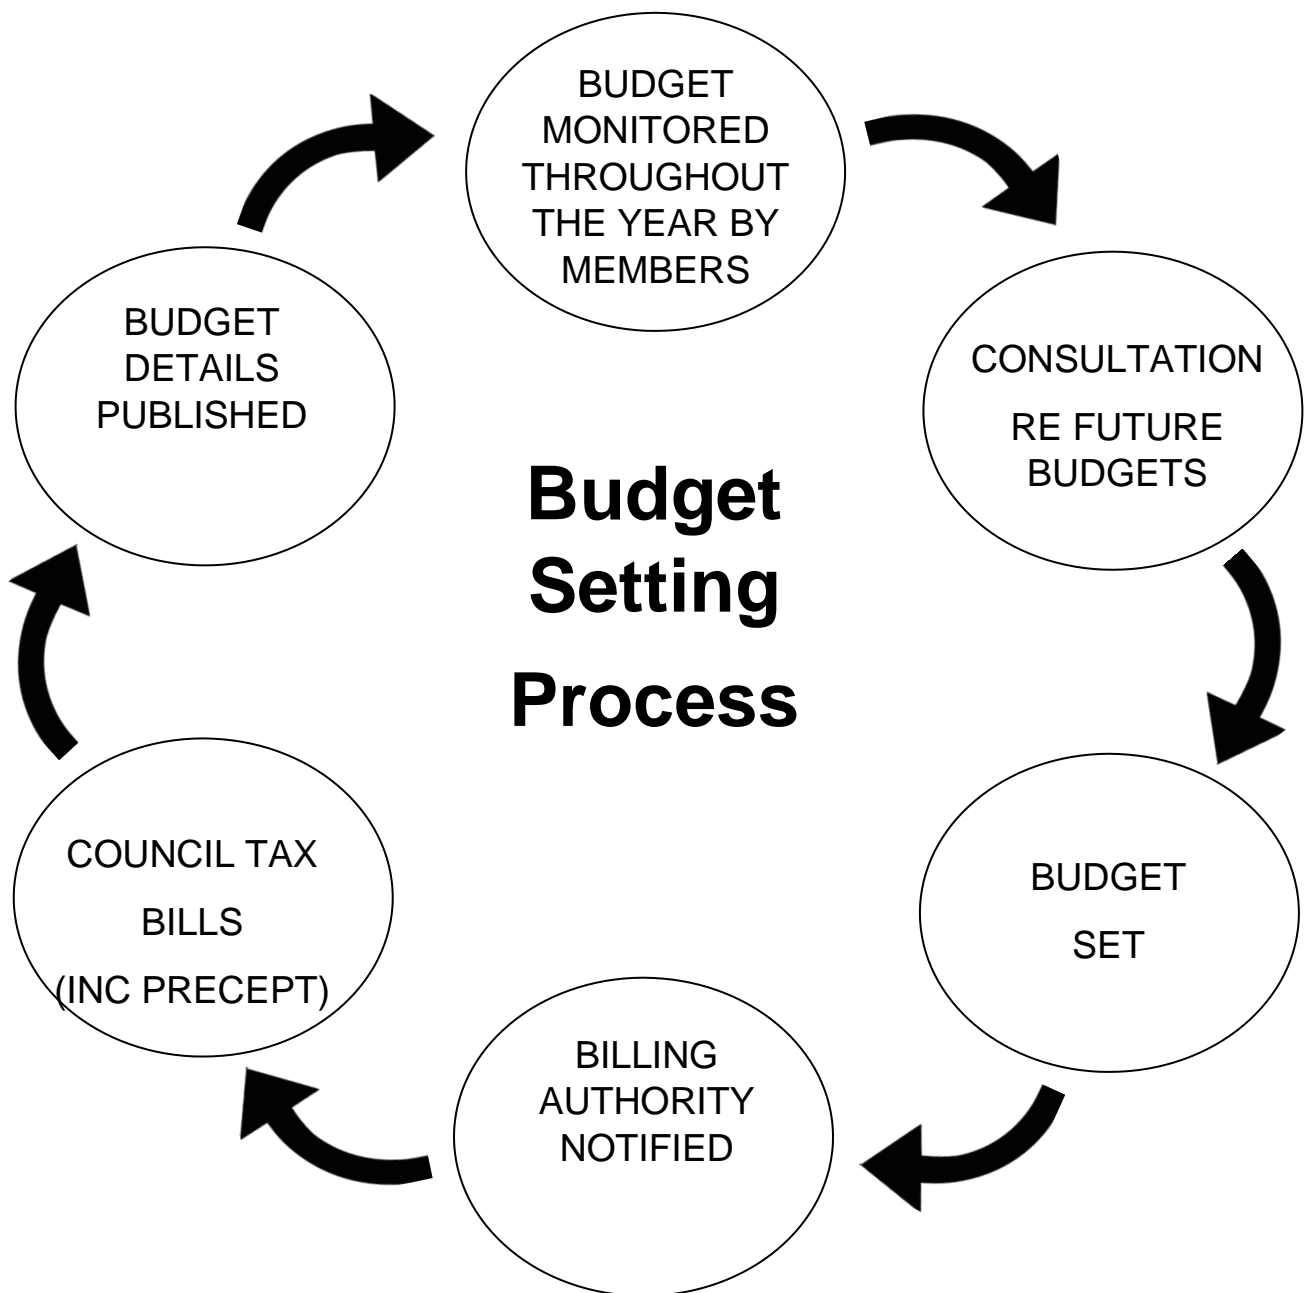 BUDGET
MONITORED
THROUGHOUT
THE YEAR BY
MEMBERS
CONSULTATION
RE FUTURE
BUDGETS
BUDGET
SET
BILLING
AUTHORITY
NOTIFIED
COUNCIL TAX
BILLS
(INC PRECEPT)
BUDGET
DETAILS
PUBLISHED
Budget
Setting
Process